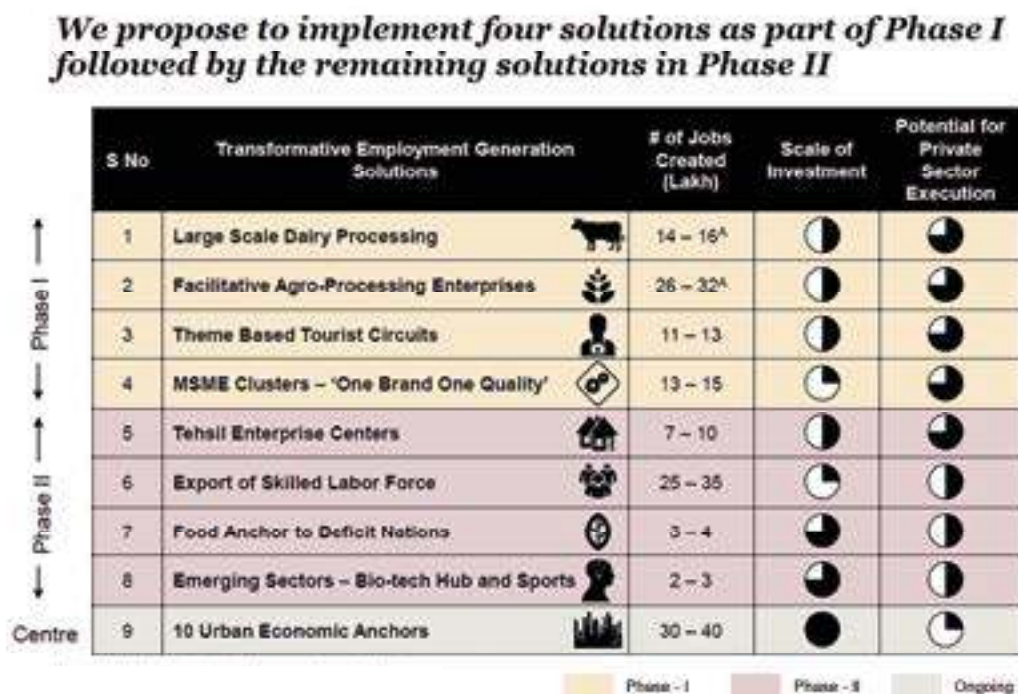 We propose to implement four solutions as part of Phase I
followed by the remaining solutions in Phase II
S No
Transformative Employment Generation
Solutions
# of Jobs
Created
(Lakh)
Scale of
Investment
Potential for
Private
Sector
Execution
Phase I
1 Large Scale Dairy Processing 14 – 16^A
2 Facilitative Agro-Processing Enterprises 26 – 32^A
3 Theme Based Tourist Circuits 11 – 13
4 MSME Clusters – ‘One Brand One Quality’ 13 – 15
Phase II
5 Tehsil Enterprise Centers 7 – 10
6 Export of Skilled Labor Force 25 – 35
7 Food Anchor to Deficit Nations 3 – 4
8 Emerging Sectors – Bio-tech Hub and Sports 2 – 3
Centre 9 10 Urban Economic Anchors 30 – 40
Phase - I Phase - II Ongoing